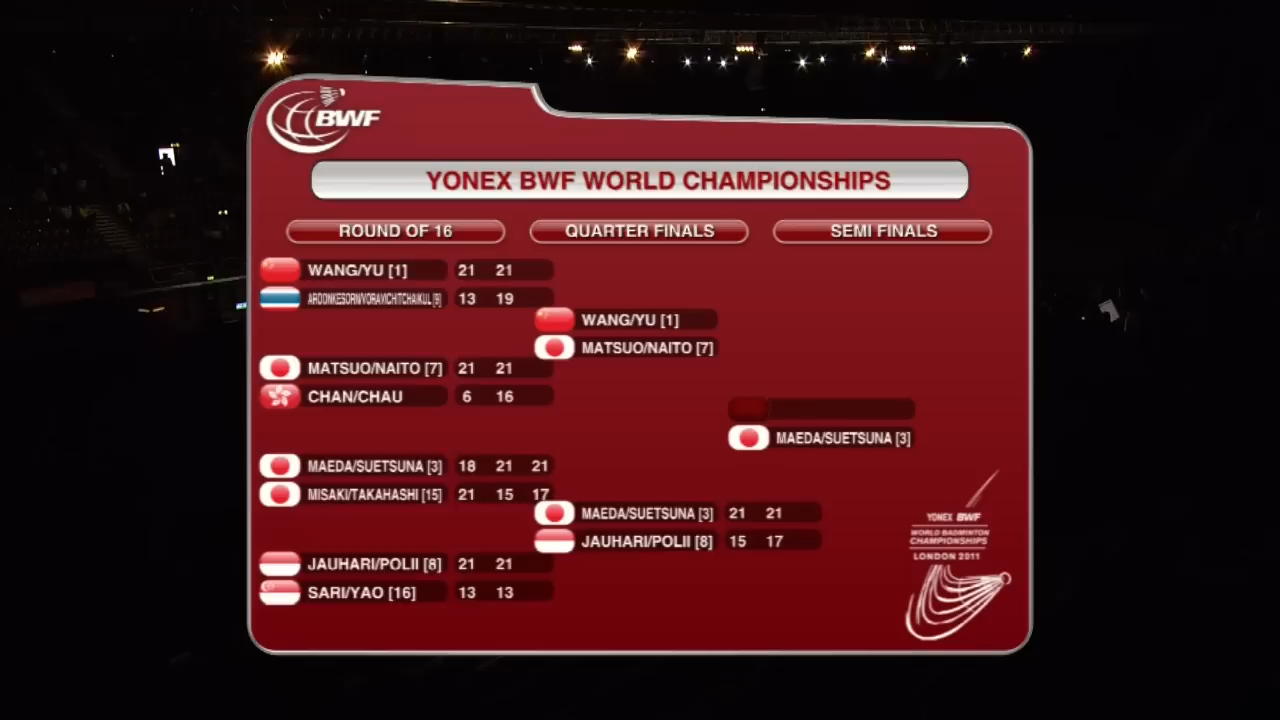 BWF
YONEX BWF WORLD CHAMPIONSHIPS
ROUND OF 16
QUARTER FINALS
SEMI FINALS
WANG/YU [1] 21 21
AROONKESORN/VORAVICHITCHAIKUL [9] 13 19
WANG/YU [1]
MATSUO/NAITO [7]
MATSUO/NAITO [7] 21 21
CHAN/CHAU 6 16
MAEDA/SUETSUNA [3]
MAEDA/SUETSUNA [3] 18 21 21
MISAKI/TAKAHASHI [15] 21 15 17
MAEDA/SUETSUNA [3] 21 21
JAUHARI/POLII [8] 15 17
JAUHARI/POLII [8] 21 21
SARI/YAO [16] 13 13
YONEX BWF
WORLD BADMINTON
CHAMPIONSHIPS
LONDON 2011